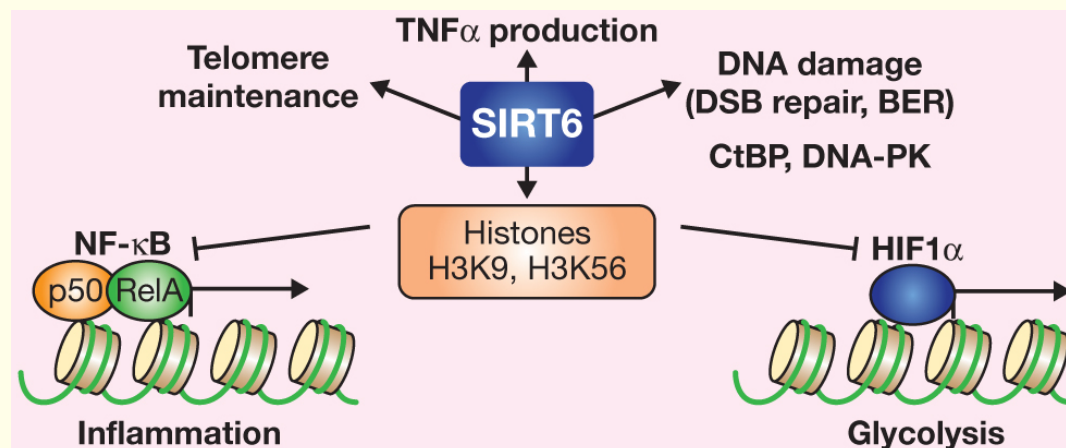 TNFα production
Telomere
maintenance
DNA damage
(DSB repair, BER)
SIRT6
CtBP, DNA-PK
Histones
H3K9, H3K56
NF-κB
HIF1α
p50
RelA
Inflammation
Glycolysis